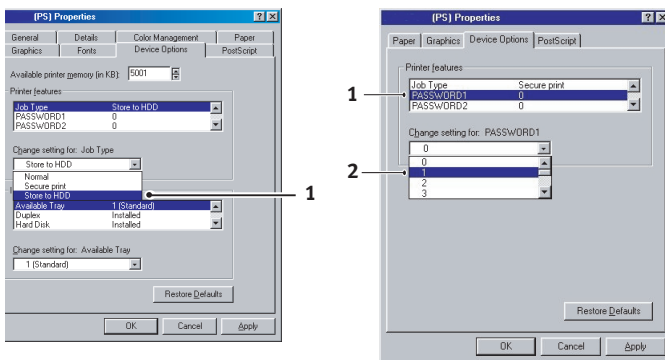 (PS) Properties
General Details Color Management Paper
Graphics Fonts Device Options PostScript
Available printer memory (in KB): 5001
Printer features
Job Type Store to HDD
PASSWORD1 0
PASSWORD2 0
Change setting for: Job Type
Store to HDD
Normal
Secure print
Store to HDD
1
Available Tray 1 (Standard)
Duplex Installed
Hard Disk Installed
Change setting for: Available Tray
1 (Standard)
Restore Defaults
OK Cancel Apply
(PS) Properties
Paper Graphics Device Options PostScript
Printer features
Job Type Secure print
1
PASSWORD1 0
PASSWORD2 0
Change setting for: PASSWORD1
0
0
2
1
2
3
Restore Defaults
OK Cancel Apply